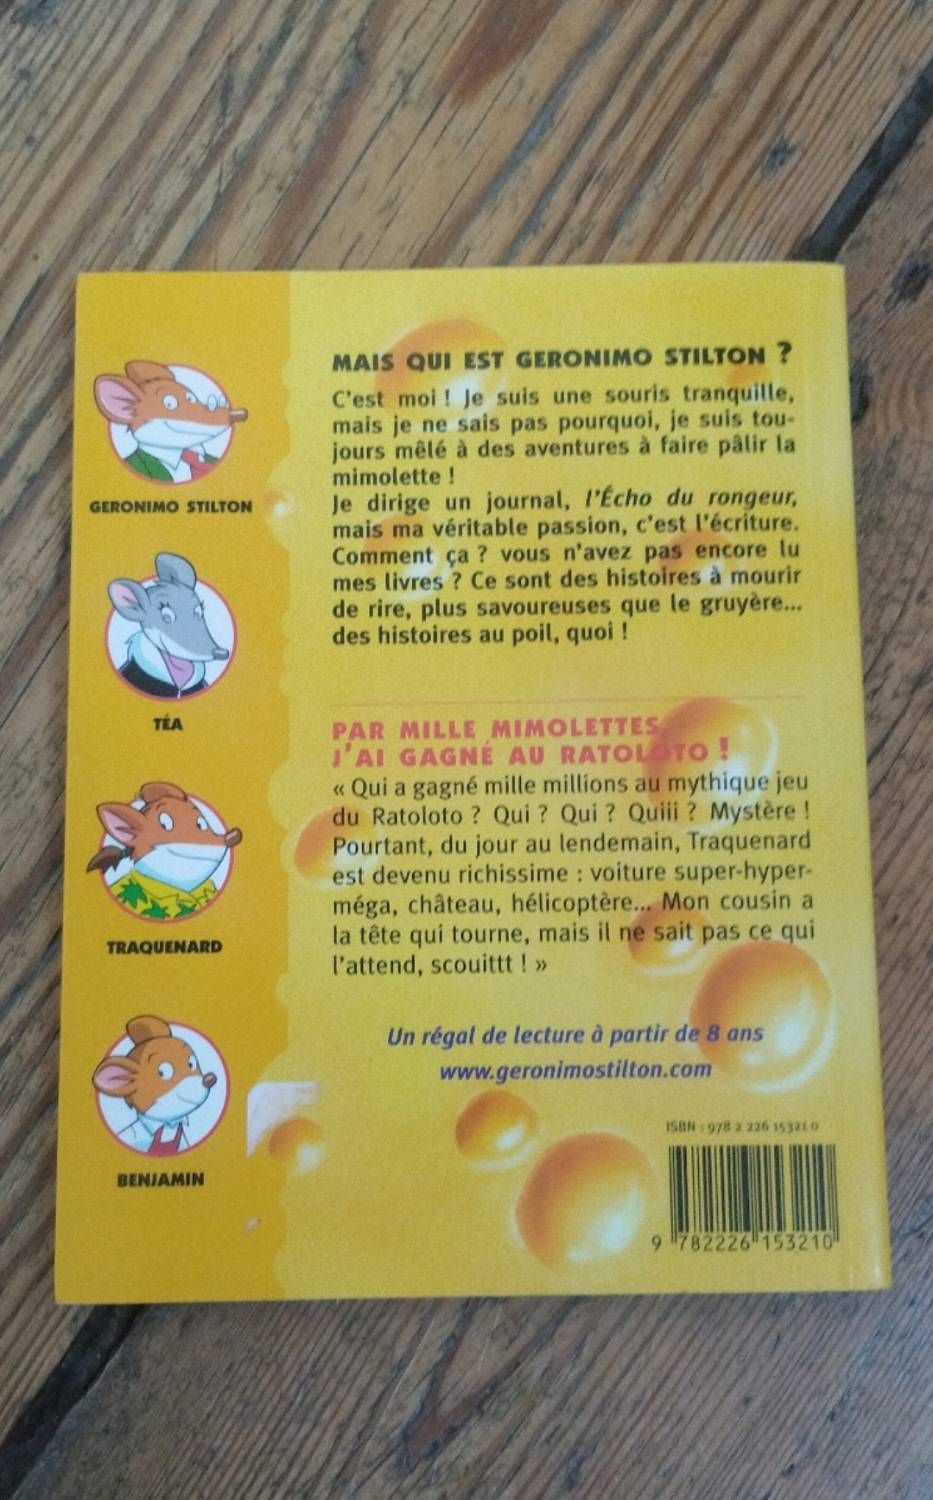 MAIS QUI EST GERONIMO STILTON ?
C'est moi ! Je suis une souris tranquille,
mais je ne sais pas pourquoi, je suis tou-
jours mêlé à des aventures à faire pâlir la
mimolette !
Je dirige un journal, l'Écho du rongeur,
mais ma véritable passion, c'est l'écriture.
Comment ça ? vous n'avez pas encore lu
mes livres ? Ce sont des histoires à mourir
de rire, plus savoureuses que le gruyère...
des histoires au poil, quoi !
GERONIMO STILTON
TÉA
TRAQUENARD
BENJAMIN
PAR MILLE MIMOLETTES,
J'AI GAGNÉ AU RATOLOTO !
« Qui a gagné mille millions au mythique jeu
du Ratoloto ? Qui ? Qui ? Quiii ? Mystère !
Pourtant, du jour au lendemain, Traquenard
est devenu richissime : voiture super-hyper-
méga, château, hélicoptère... Mon cousin a
la tête qui tourne, mais il ne sait pas ce qui
l'attend, scouittt ! »
Un régal de lecture à partir de 8 ans
www.geronimostilton.com
ISBN : 978 2 226 15321 0
9 782226 153210